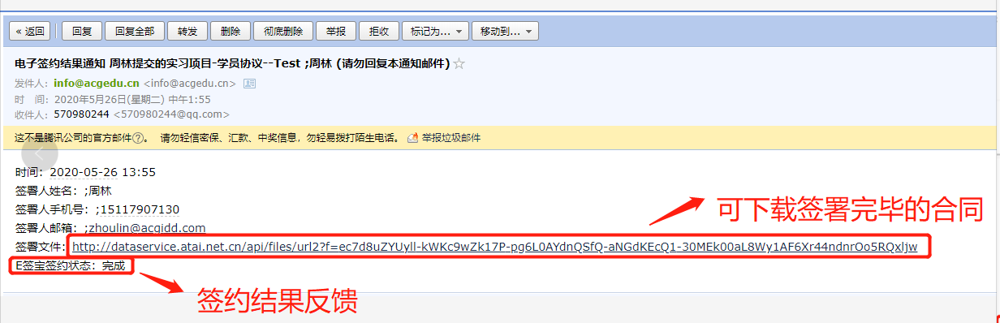 « 返回 回复 回复全部 转发 删除 彻底删除 举报 拒收 标记为... 移动到...
电子签约结果通知 周林提交的实习项目-学员协议--Test ;周林 (请勿回复本通知邮件)
发件人: info@acgedu.cn <info@acgedu.cn>
时 间: 2020年5月26日(星期二) 中午1:55
收件人: 570980244 <570980244@qq.com>
这不是腾讯公司的官方邮件?。 请勿轻信密保、汇款、中奖信息，勿轻易拨打陌生电话。 举报垃圾邮件
时间：2020-05-26 13:55
签署人姓名：;周林
签署人手机号：;15117907130
签署人邮箱：;zhoulin@acgidd.com
可下载签署完毕的合同
签署文件：http://dataservice.atai.net.cn/api/files/url2?f=ec7d8uZYUyll-kWKc9wZk17P-pg6L0AYdnQSfQ-aNGdKEcQ1-30MEk00aL8Wy1AF6Xr44ndnrOo5RQxljw
E签宝签约状态：完成
签约结果反馈